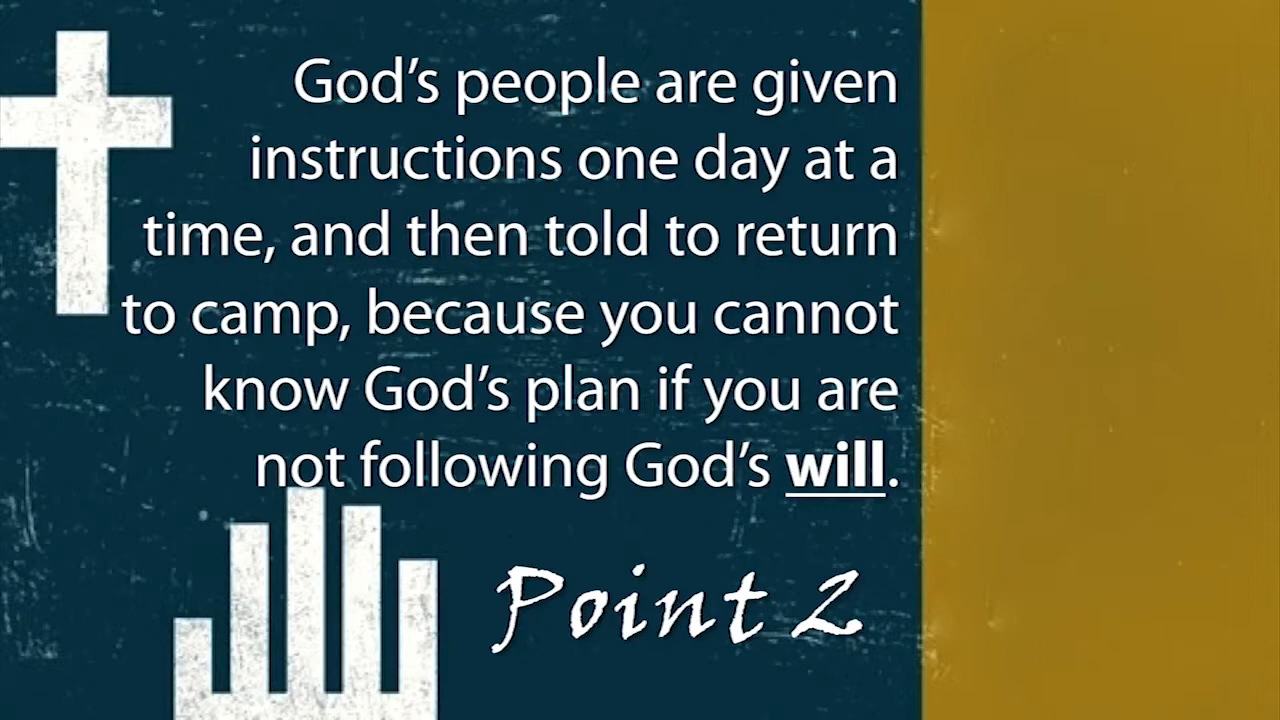 God’s people are given
instructions one day at a
time, and then told to return
to camp, because you cannot
know God’s plan if you are
not following God’s will.
Point 2